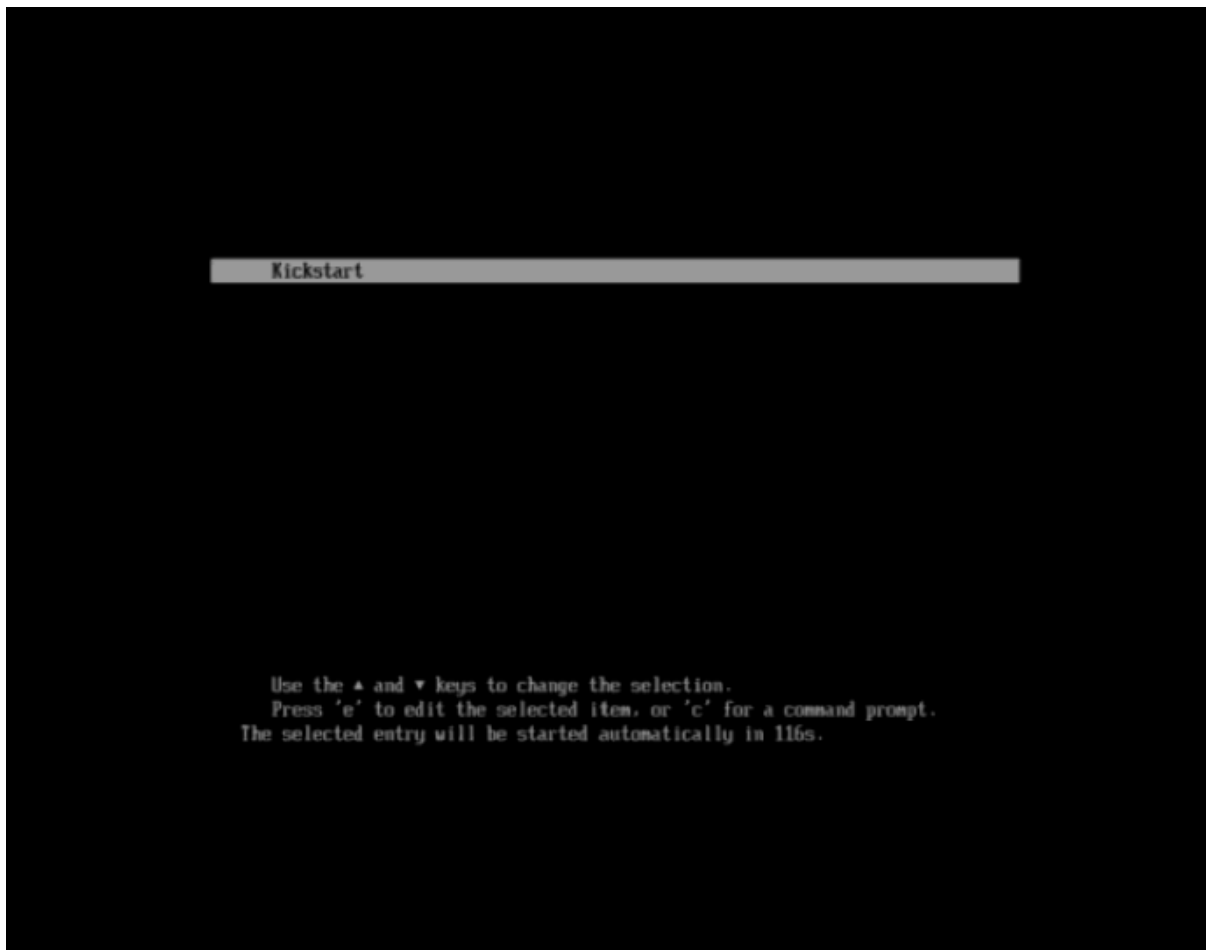 Kickstart
Use the ▲ and ▼ keys to change the selection.
Press 'e' to edit the selected item, or 'c' for a command prompt.
The selected entry will be started automatically in 116s.